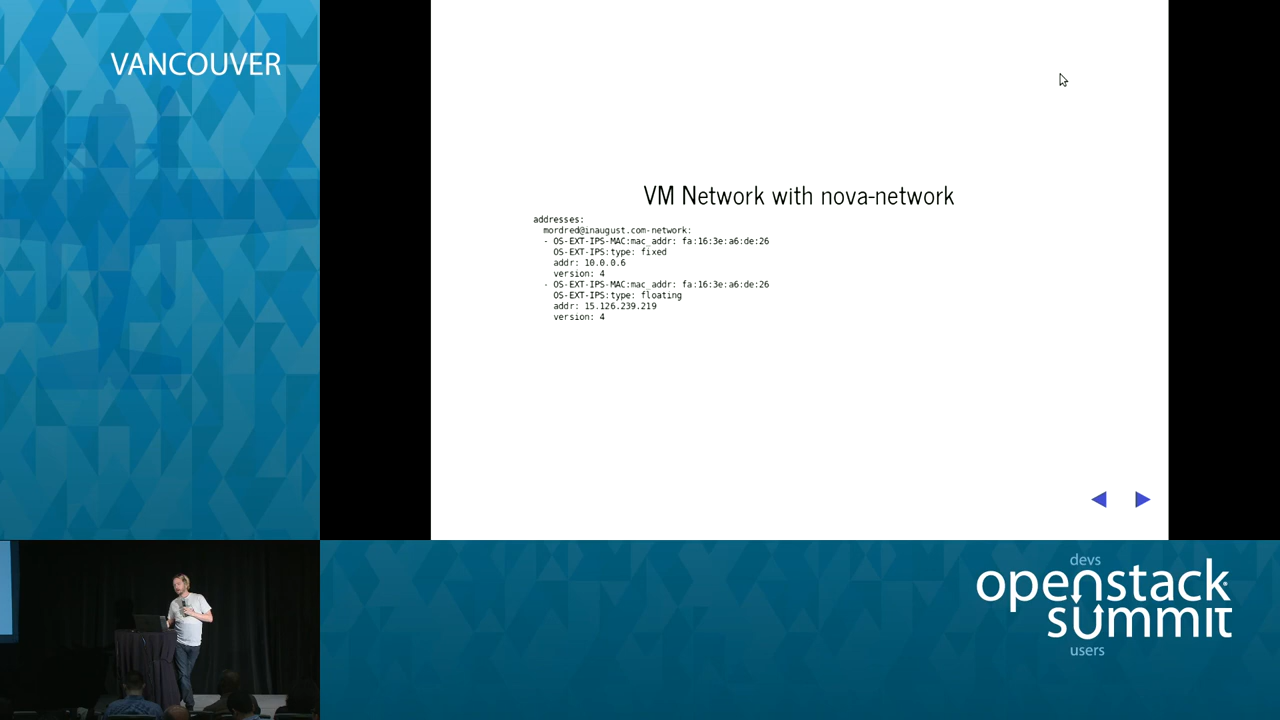 VANCOUVER
VM Network with nova-network
addresses:
mordred@inaugust.com-network:
- OS-EXT-IPS-MAC:mac_addr: fa:16:3e:a6:de:26
OS-EXT-IPS:type: fixed
addr: 10.0.0.6
version: 4
- OS-EXT-IPS-MAC:mac_addr: fa:16:3e:a6:de:26
OS-EXT-IPS:type: floating
addr: 15.126.239.219
version: 4
devs
openstack
summit
users